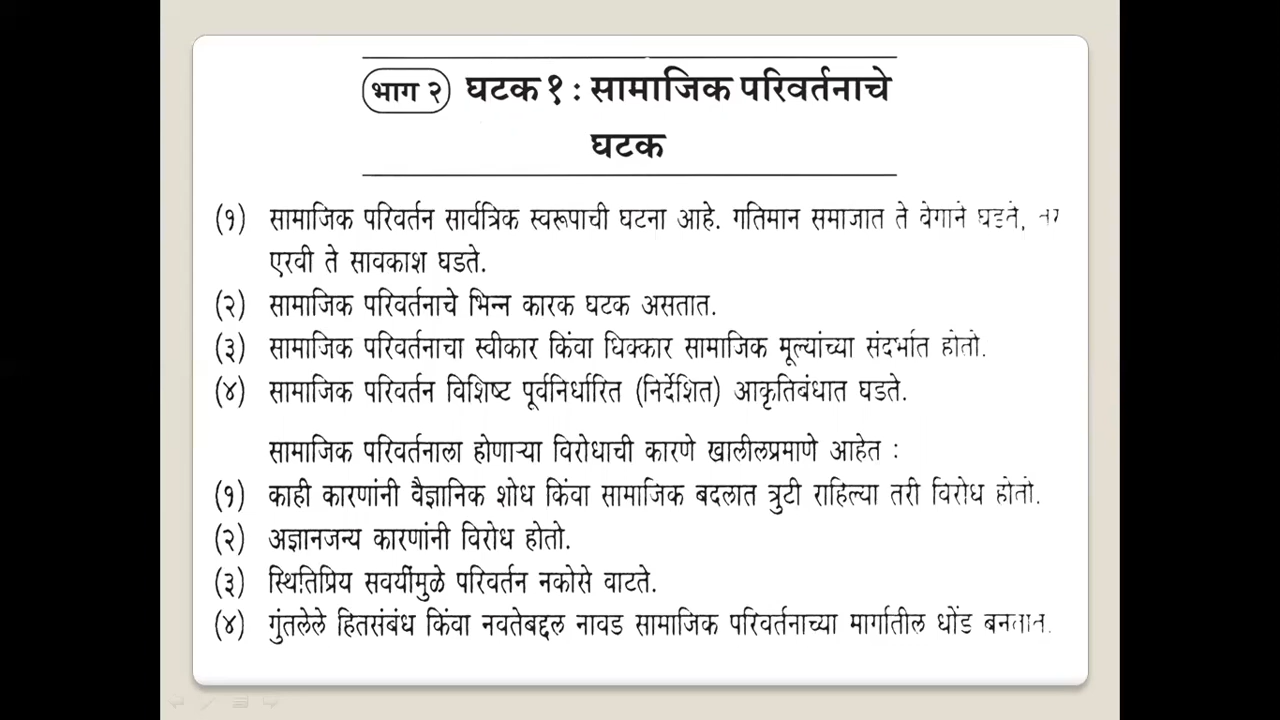 भाग २ घटक १ : सामाजिक परिवर्तनाचे
घटक
(१) सामाजिक परिवर्तन सार्वत्रिक स्वरूपाची घटना आहे. गतिमान समाजात ते वेगाने घडते, तर
एरवी ते सावकाश घडते.
(२) सामाजिक परिवर्तनाचे भिन्न कारक घटक असतात.
(३) सामाजिक परिवर्तनाचा स्वीकार किंवा धिक्कार सामाजिक मूल्यांच्या संदर्भात होतो.
(४) सामाजिक परिवर्तन विशिष्ट पूर्वनिर्धारित (निर्देशित) आकृतिबंधात घडते.
सामाजिक परिवर्तनाला होणाऱ्या विरोधाची कारणे खालीलप्रमाणे आहेत :
(१) काही कारणांनी वैज्ञानिक शोध किंवा सामाजिक बदलात त्रुटी राहिल्या तरी विरोध होतो.
(२) अज्ञानजन्य कारणांनी विरोध होतो.
(३) स्थितिप्रिय सवयींमुळे परिवर्तन नकोसे वाटते.
(४) गुंतलेले हितसंबंध किंवा नवतेबद्दल नावड सामाजिक परिवर्तनाच्या मार्गातील धोंड बनतात.